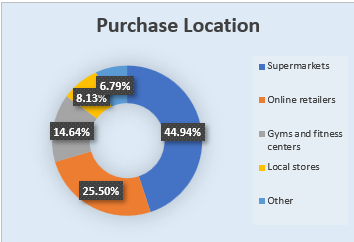 Purchase Location
6.79%
8.13%
14.64%
44.94%
25.50%
Supermarkets
Online retailers
Gyms and fitness
centers
Local stores
Other